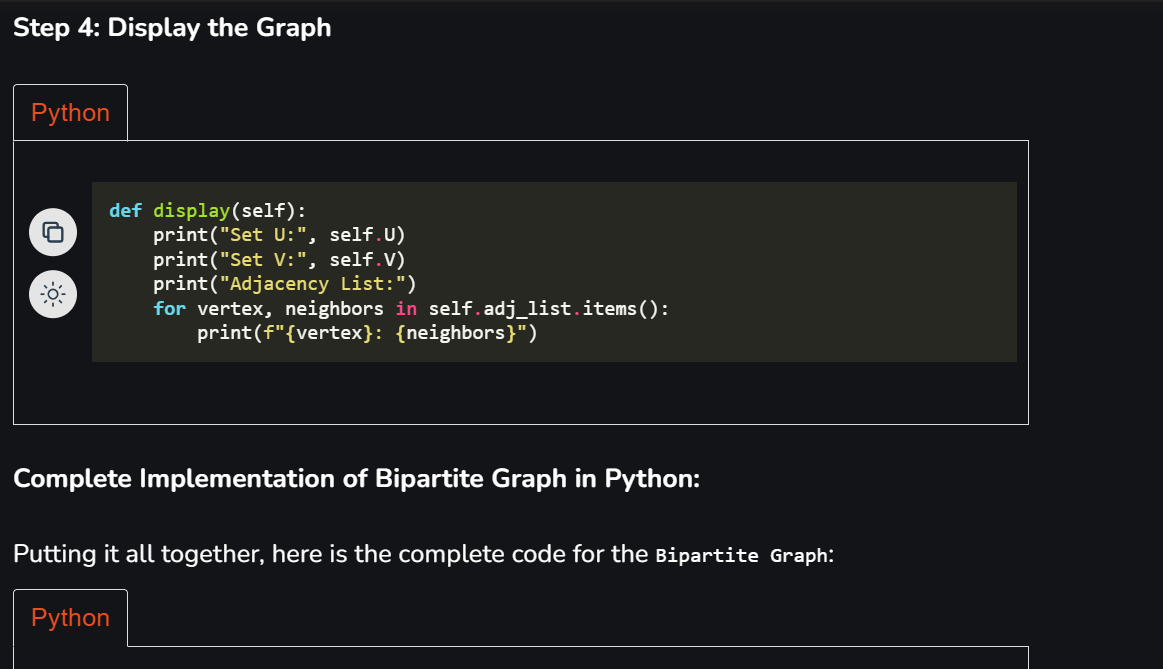 Step 4: Display the Graph
Python
def display(self):
    print("Set U:", self.U)
    print("Set V:", self.V)
    print("Adjacency List:")
    for vertex, neighbors in self.adj_list.items():
        print(f"{vertex}: {neighbors}")
Complete Implementation of Bipartite Graph in Python:
Putting it all together, here is the complete code for the Bipartite Graph:
Python